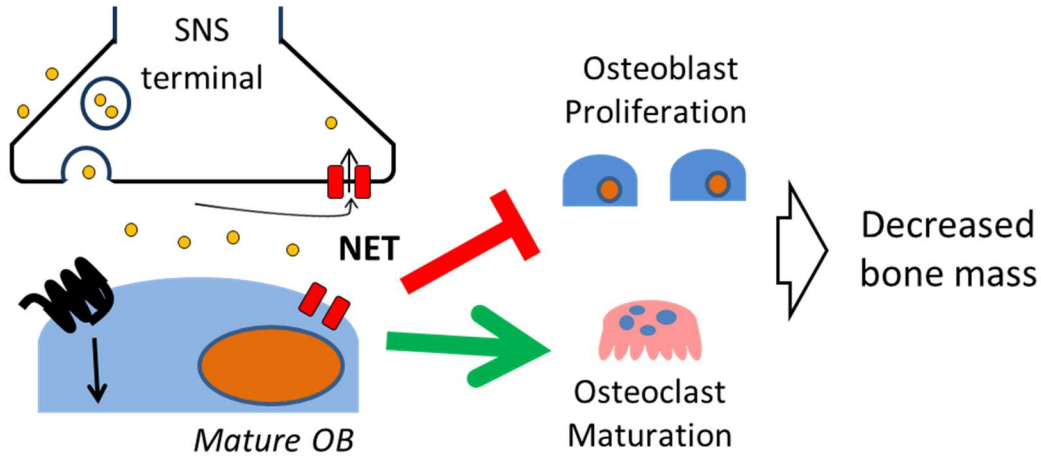 SNS
terminal
NET
Mature OB
Osteoblast
Proliferation
Osteoclast
Maturation
Decreased
bone mass